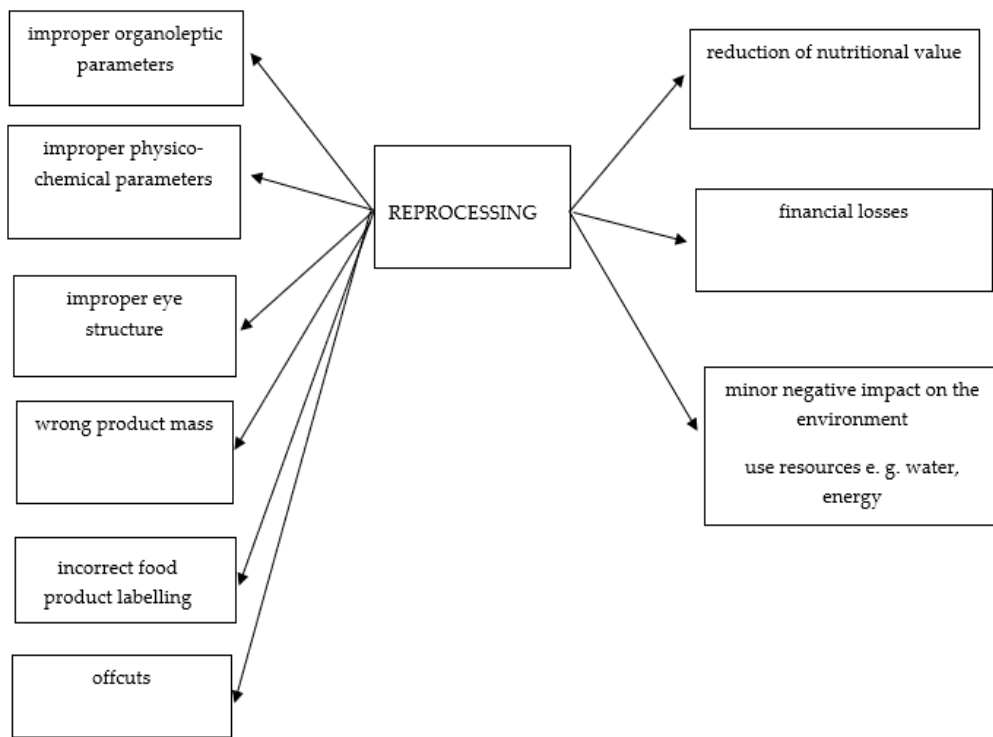 improper organoleptic
parameters
improper physico-
chemical parameters
improper eye
structure
wrong product mass
incorrect food
product labelling
offcuts
REPROCESSING
reduction of nutritional value
financial losses
minor negative impact on the
environment
use resources e. g. water,
energy